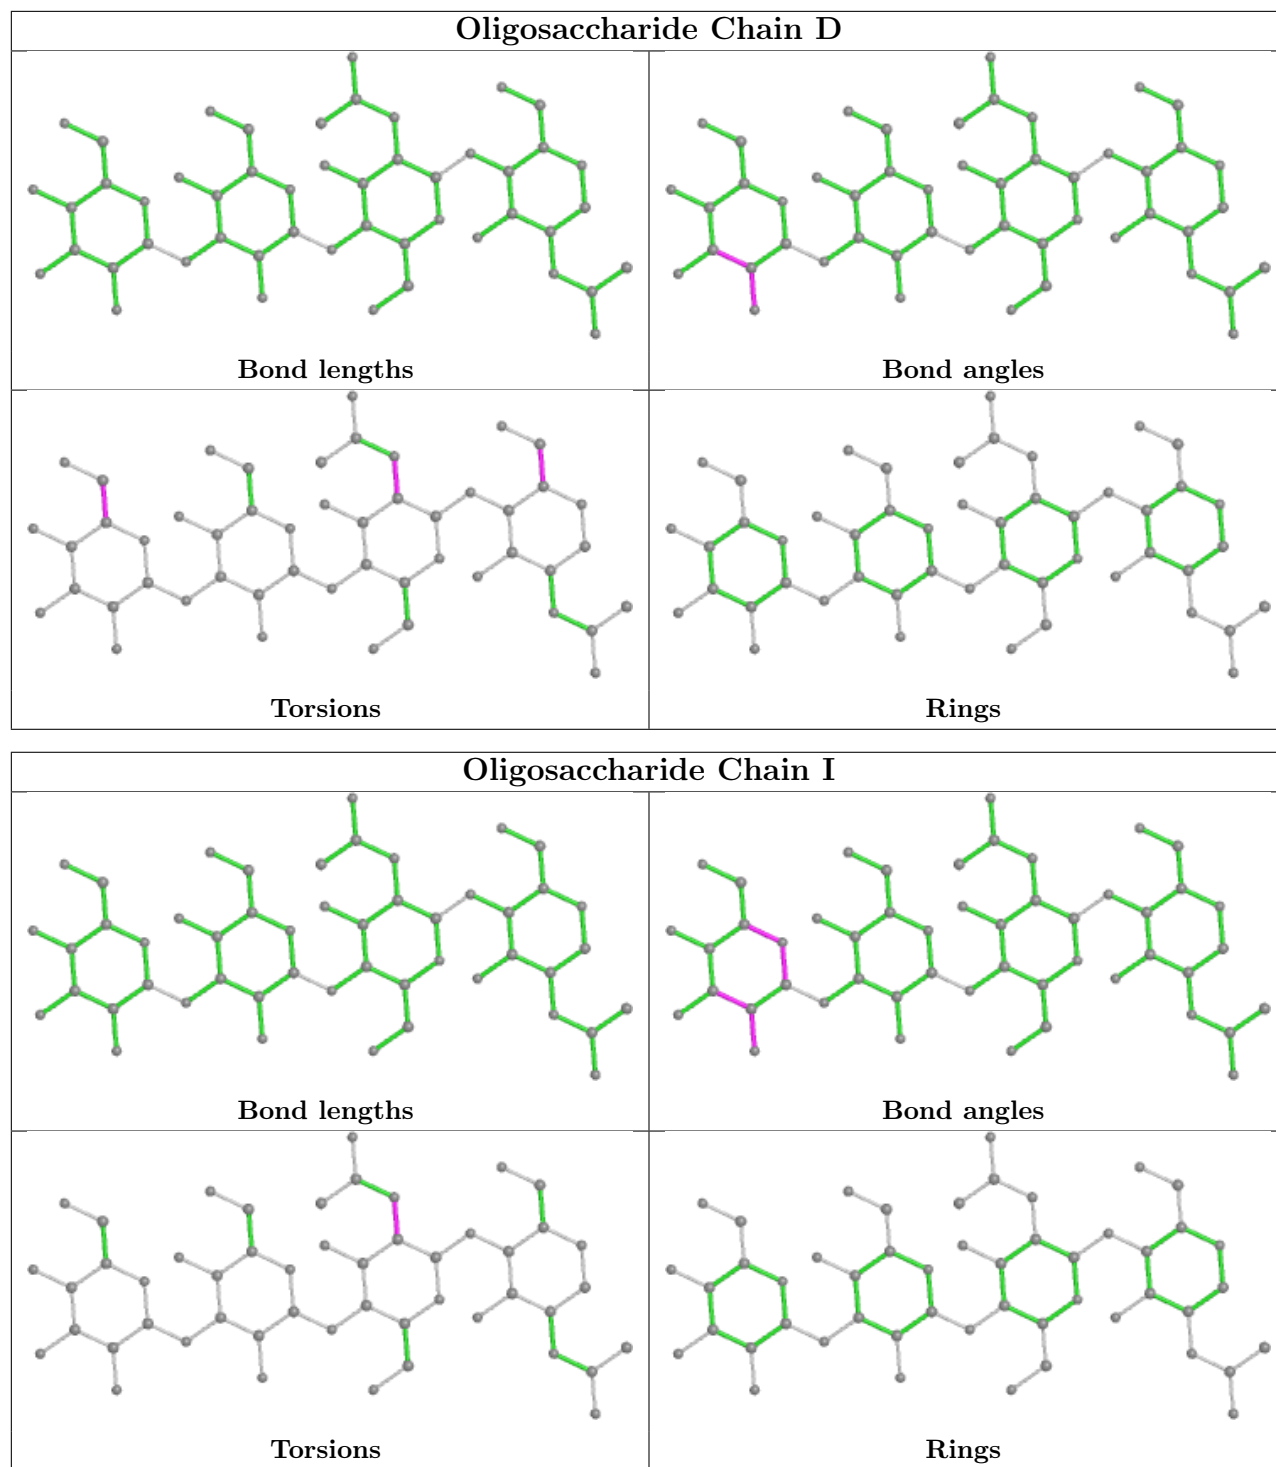 Oligosaccharide Chain D
Bond lengths
Bond angles
Torsions
Rings
Oligosaccharide Chain I
Bond lengths
Bond angles
Torsions
Rings